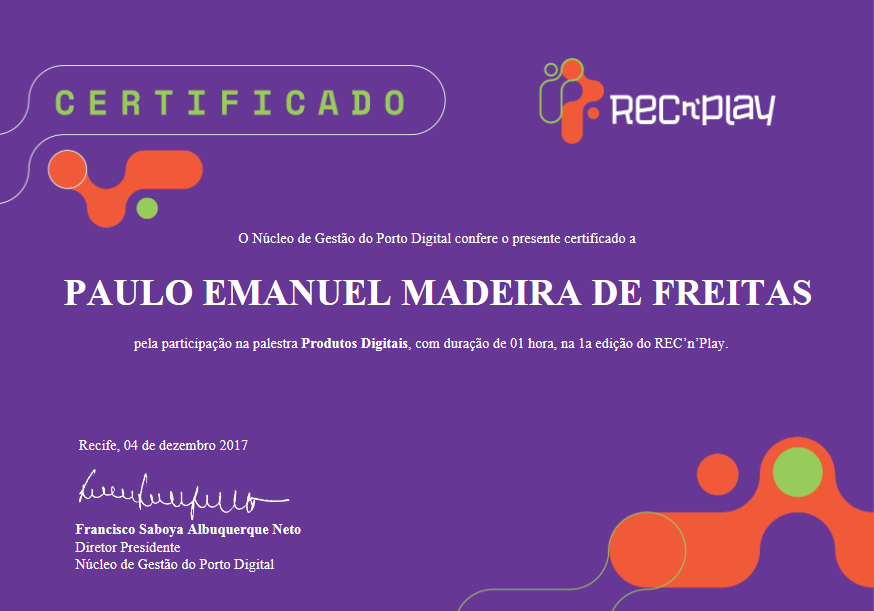 CERTIFICADO
REC n' Play
O Núcleo de Gestão do Porto Digital confere o presente certificado a
PAULO EMANUEL MADEIRA DE FREITAS
pela participação na palestra Produtos Digitais, com duração de 01 hora, na 1a edição do REC’n’Play.
Recife, 04 de dezembro 2017
Francisco Saboya Albuquerque Neto
Diretor Presidente
Núcleo de Gestão do Porto Digital